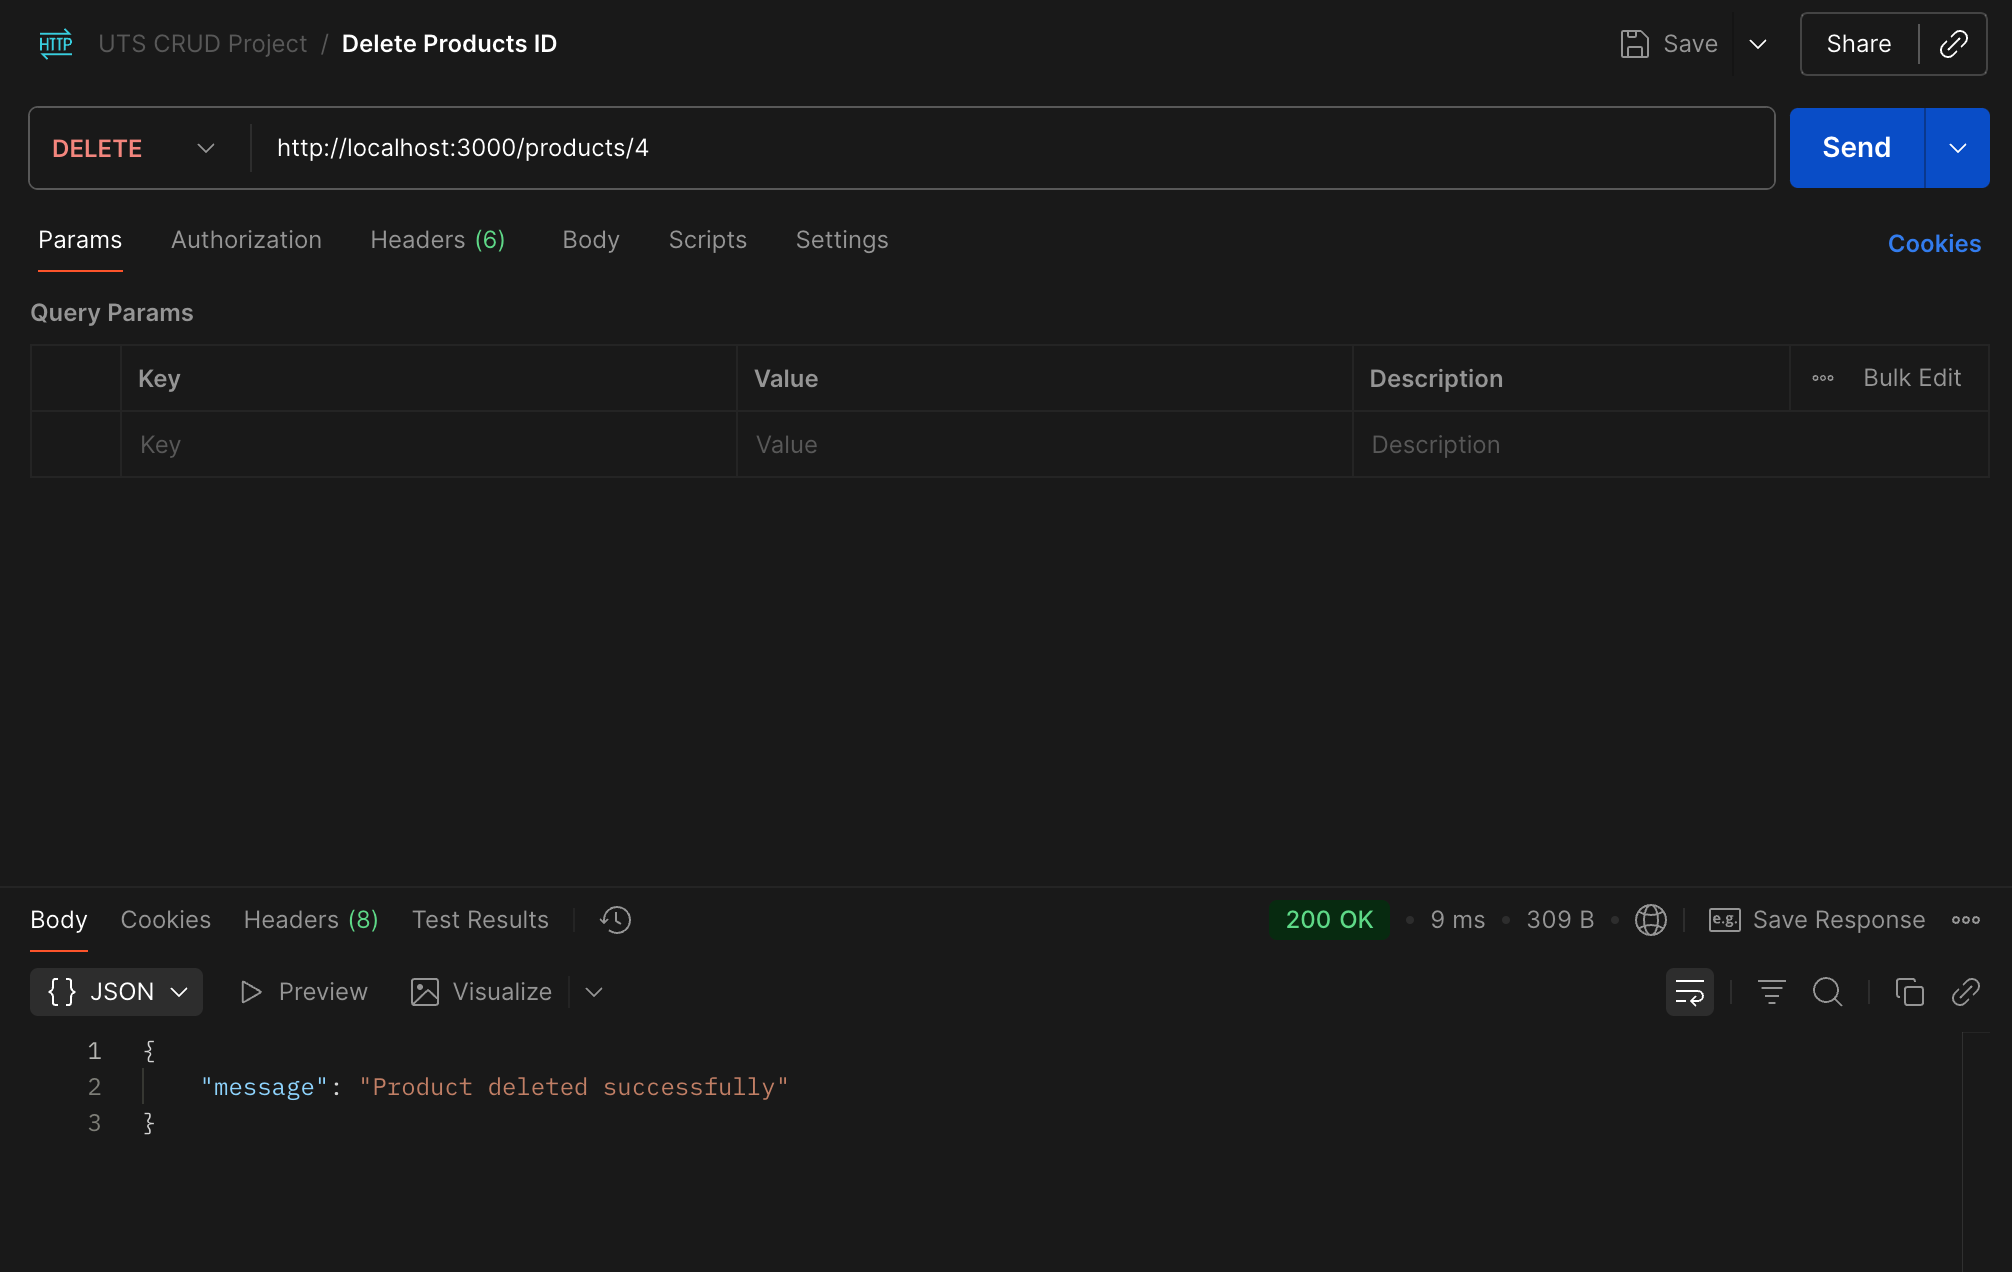 HTTP UTS CRUD Project / Delete Products ID Save Share
DELETE http://localhost:3000/products/4 Send
Params Authorization Headers (6) Body Scripts Settings Cookies
Query Params
Key Value Description Bulk Edit
Key Value Description
Body Cookies Headers (8) Test Results 200 OK • 9 ms • 309 B • e.g. Save Response
{} JSON Preview Visualize
1 {
2 "message": "Product deleted successfully"
3 }